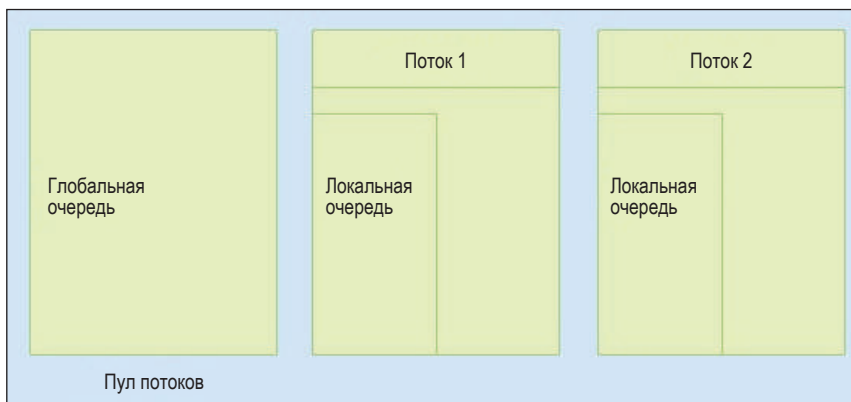 Глобальная
очередь
Поток 1
Локальная
очередь
Поток 2
Локальная
очередь
Пул потоков